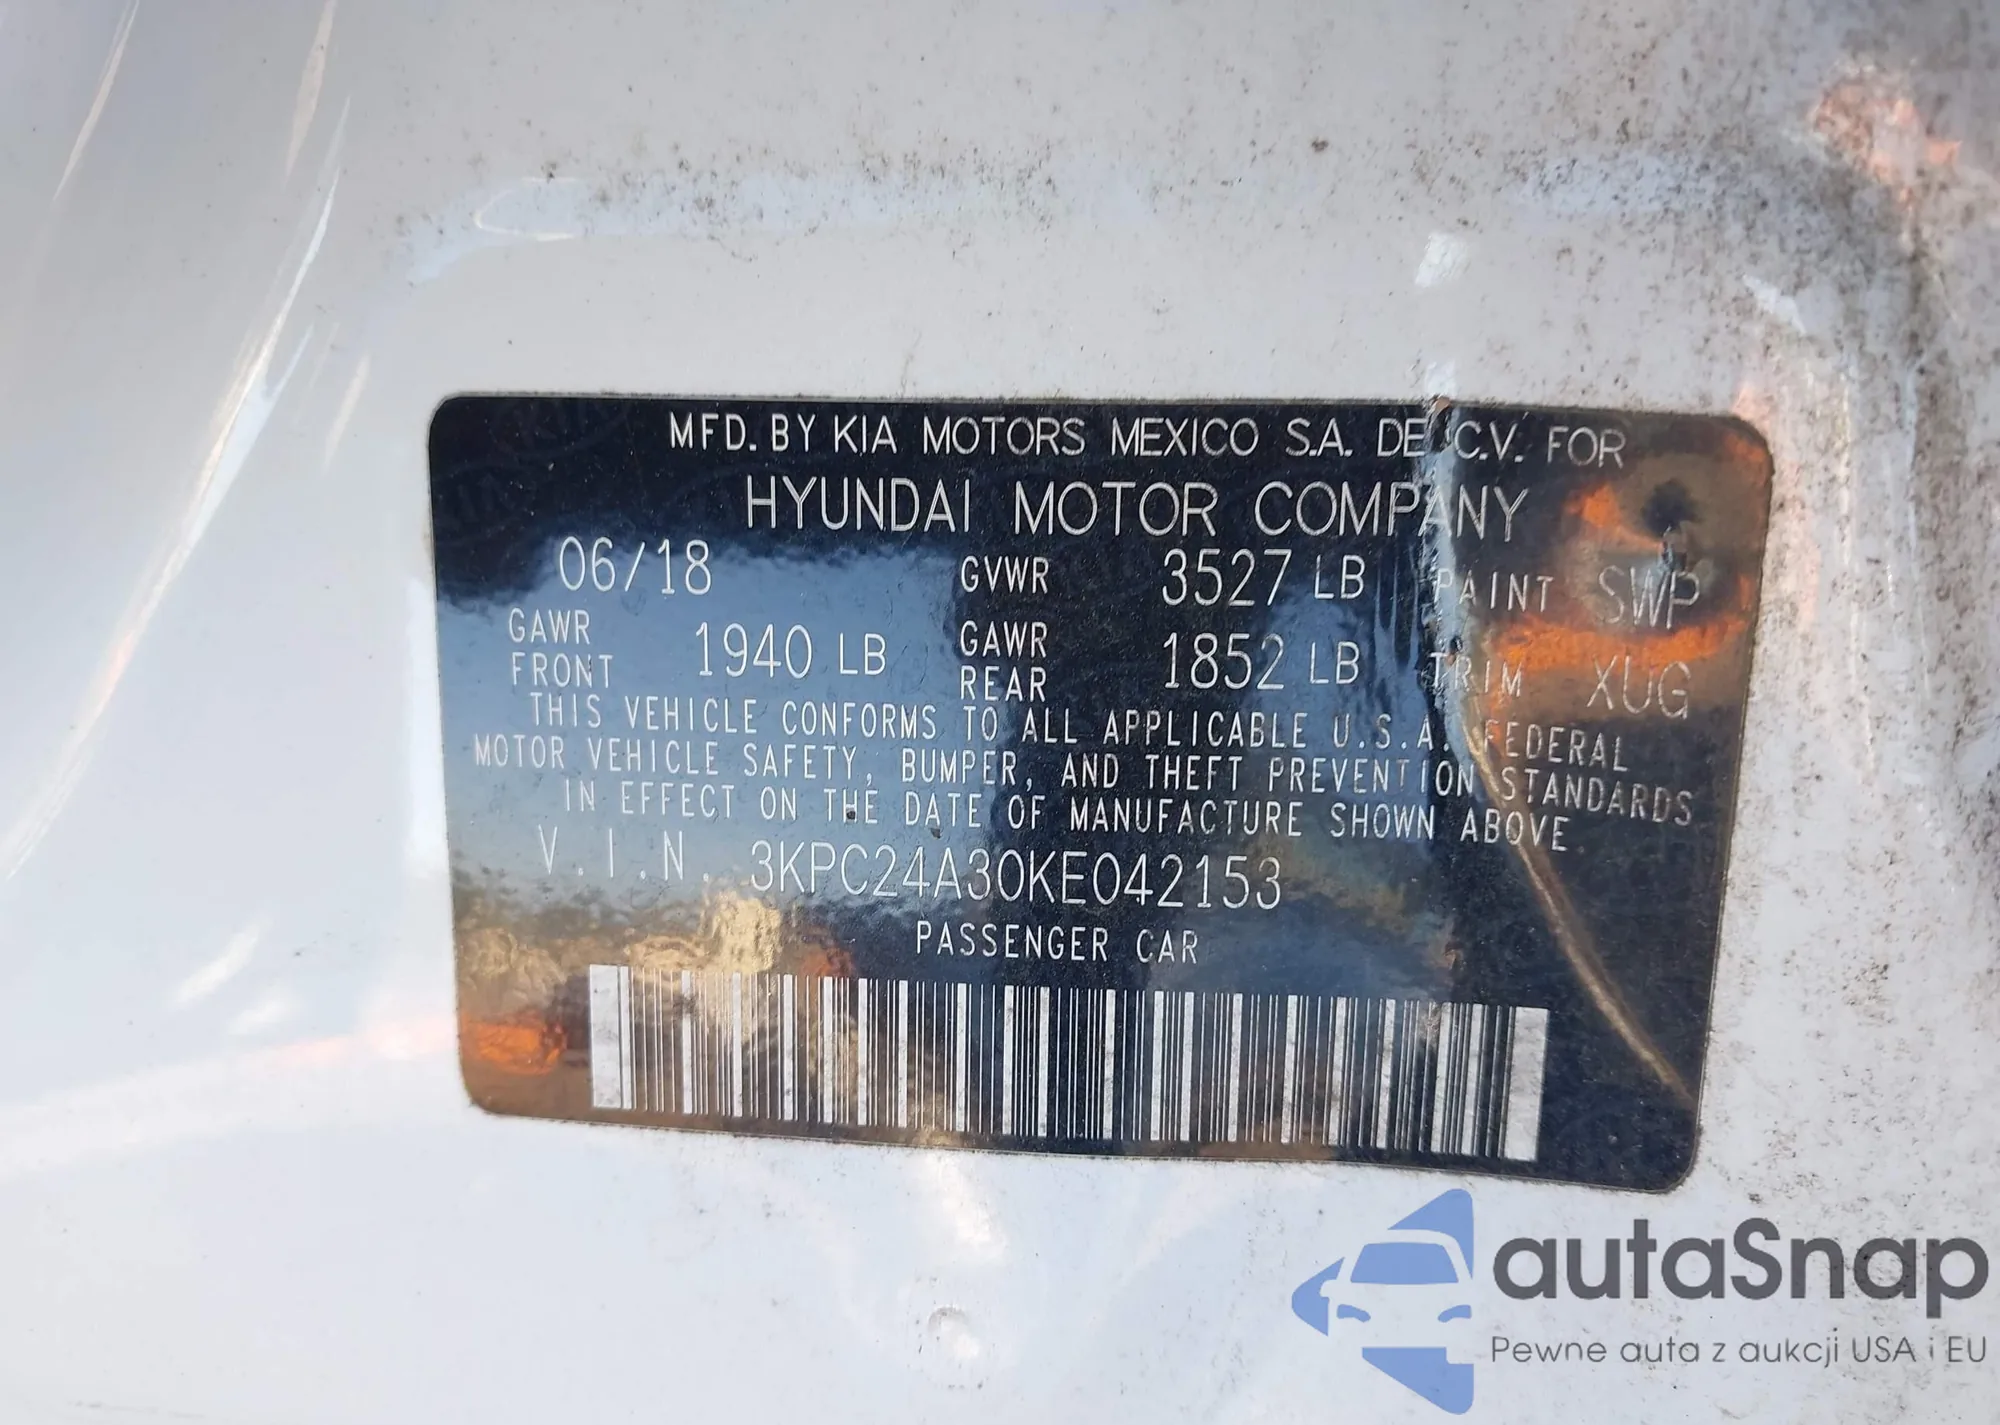 MFD. BY KIA MOTORS MEXICO S.A. DE C.V. FOR
HYUNDAI MOTOR COMPANY
06/18 GVWR 3527 LB PAINT SWP
GAWR FRONT 1940 LB GAWR REAR 1852 LB TRIM XUG
THIS VEHICLE CONFORMS TO ALL APPLICABLE U.S.A. FEDERAL
MOTOR VEHICLE SAFETY, BUMPER, AND THEFT PREVENTION STANDARDS
IN EFFECT ON THE DATE OF MANUFACTURE SHOWN ABOVE.
V.I.N. 3KPC24A30KE042153
PASSENGER CAR
autaSnap
Pewne auta z aukcji USA i EU